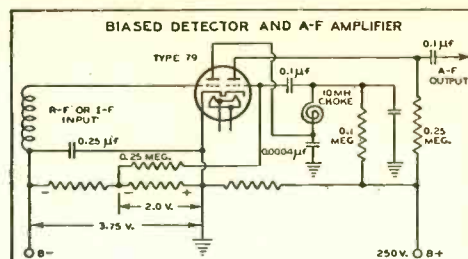 BIASED DETECTOR AND A-F AMPLIFIER
TYPE 79
0.1μf
0.1μf
A-F
OUTPUT
10MH
CHOKE
R-F OR I-F
INPUT
0.25 μf
0.25 MEG.
0.0004μf
0.1
MEG
0.25
MEG.
- - +
2.0 V.
3.75 V.
B-
250 V.
B+